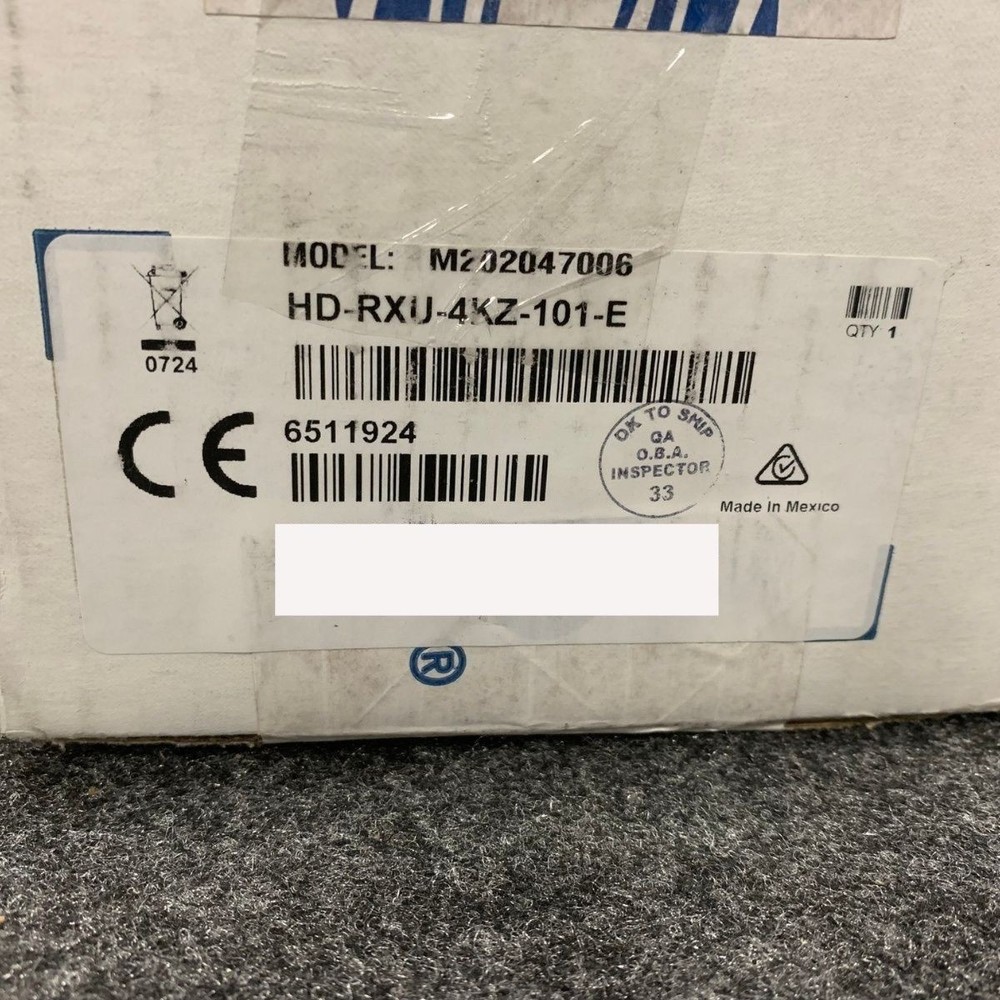 MODEL: M202047006
HD-RXU-4KZ-101-E
QTY 1
0724
CE
6511924
OK TO SHIP
QA
O.B.A.
INSPECTOR
33
Made in Mexico
®